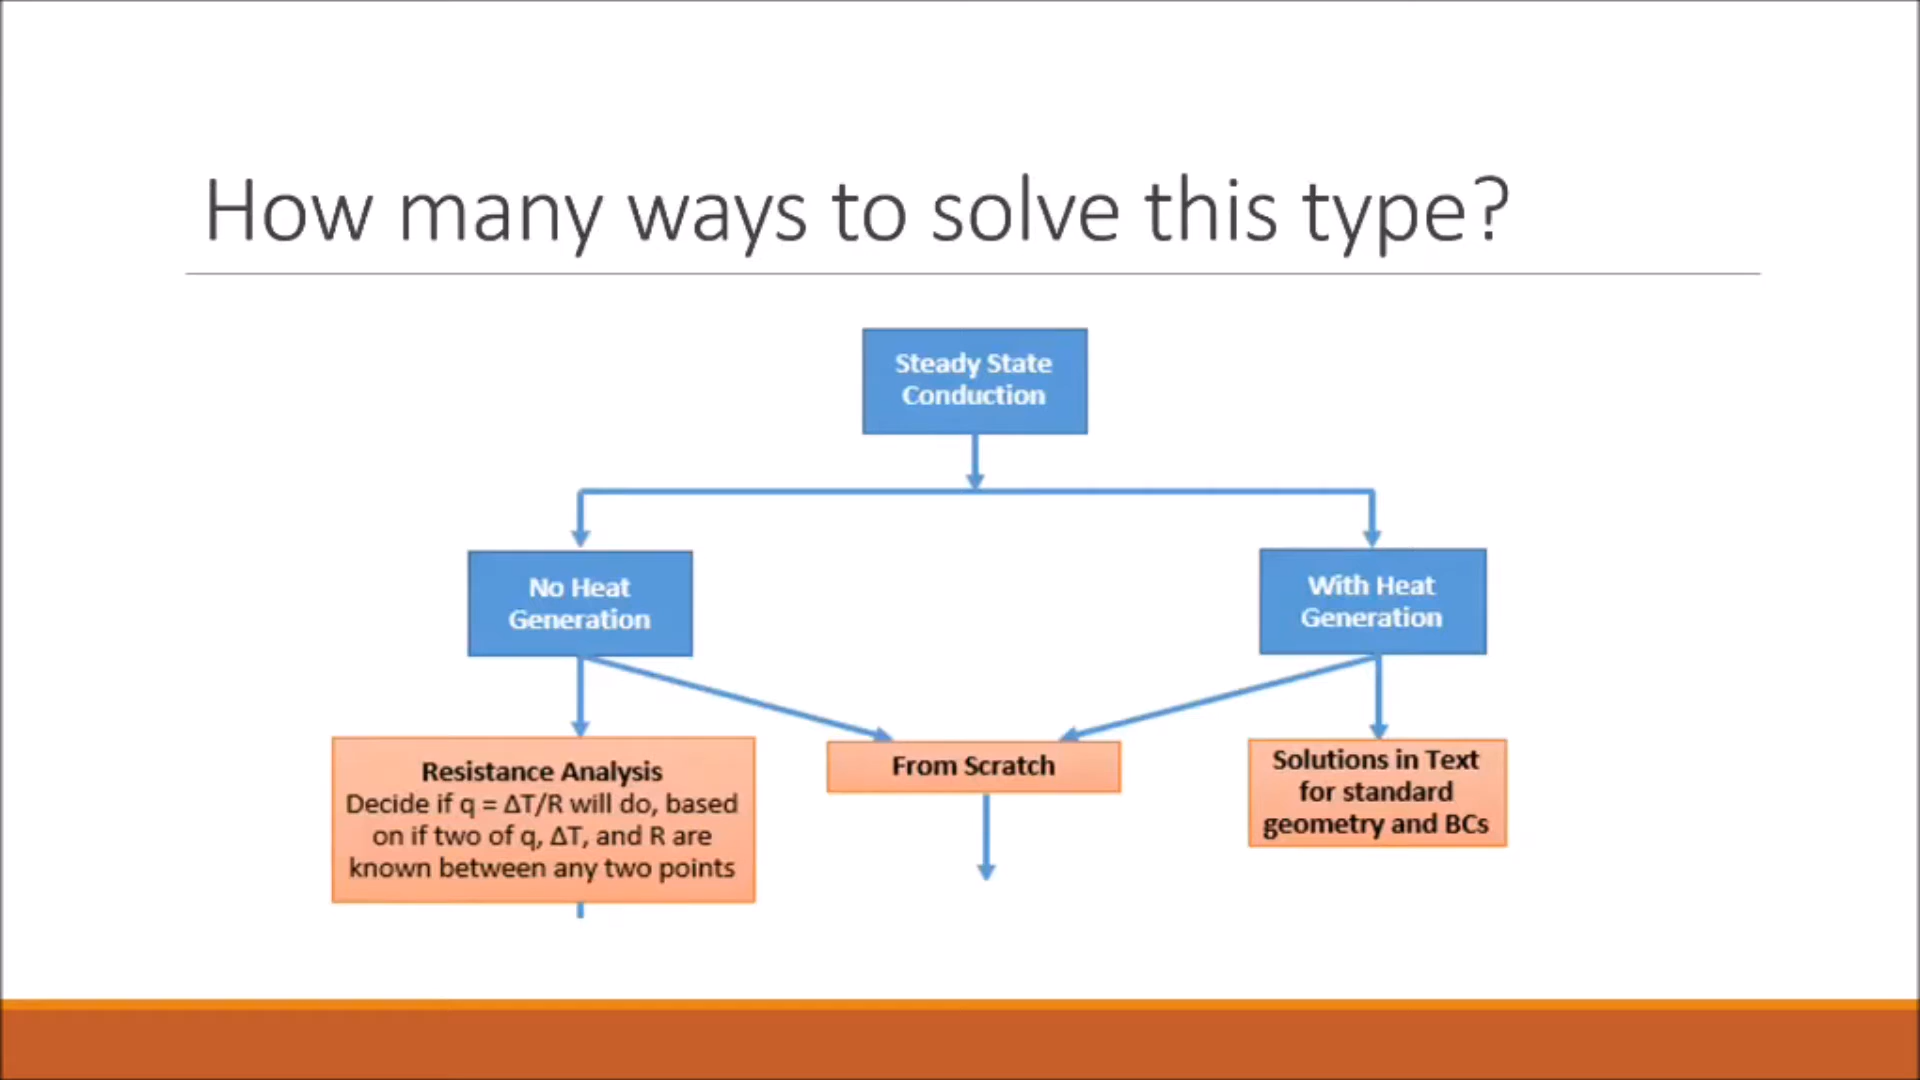 How many ways to solve this type?
Steady State
Conduction
No Heat
Generation
With Heat
Generation
Resistance Analysis
Decide if q = ΔT/R will do, based
on if two of q, ΔT, and R are
known between any two points
From Scratch
Solutions in Text
for standard
geometry and BCs